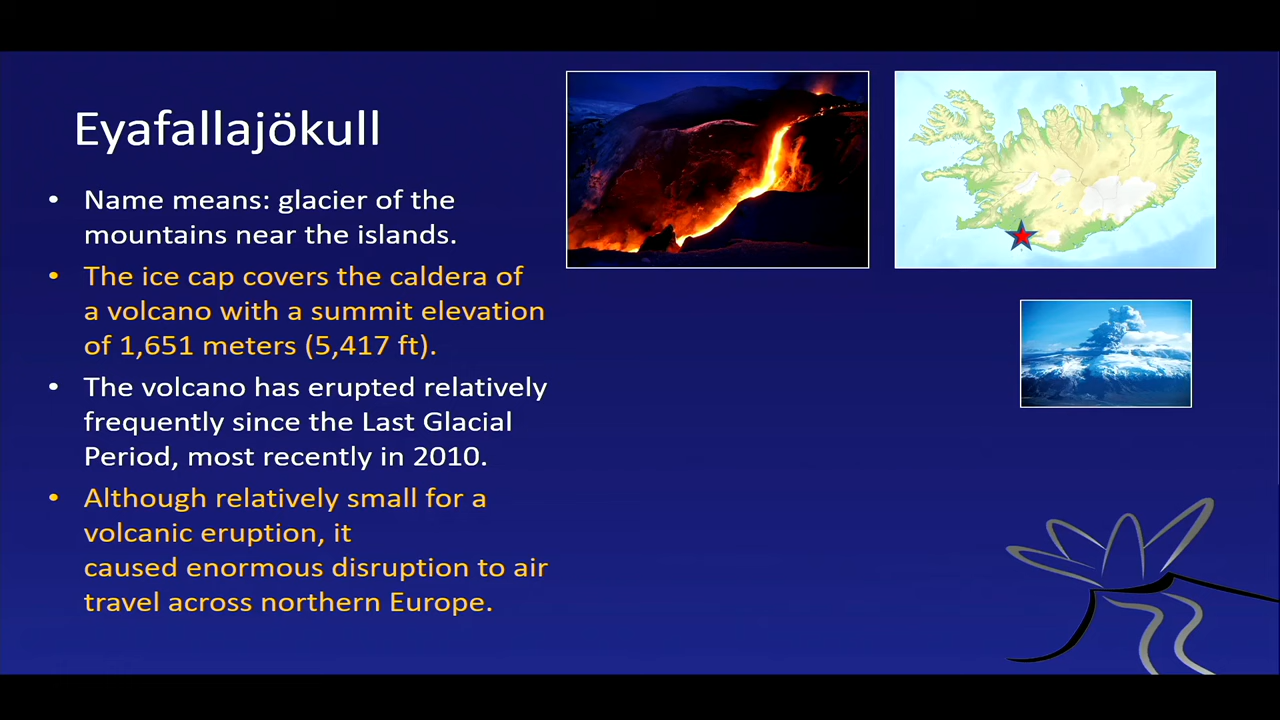 Eyafallajökull
• Name means: glacier of the
mountains near the islands.
• The ice cap covers the caldera of
a volcano with a summit elevation
of 1,651 meters (5,417 ft).
• The volcano has erupted relatively
frequently since the Last Glacial
Period, most recently in 2010.
• Although relatively small for a
volcanic eruption, it
caused enormous disruption to air
travel across northern Europe.